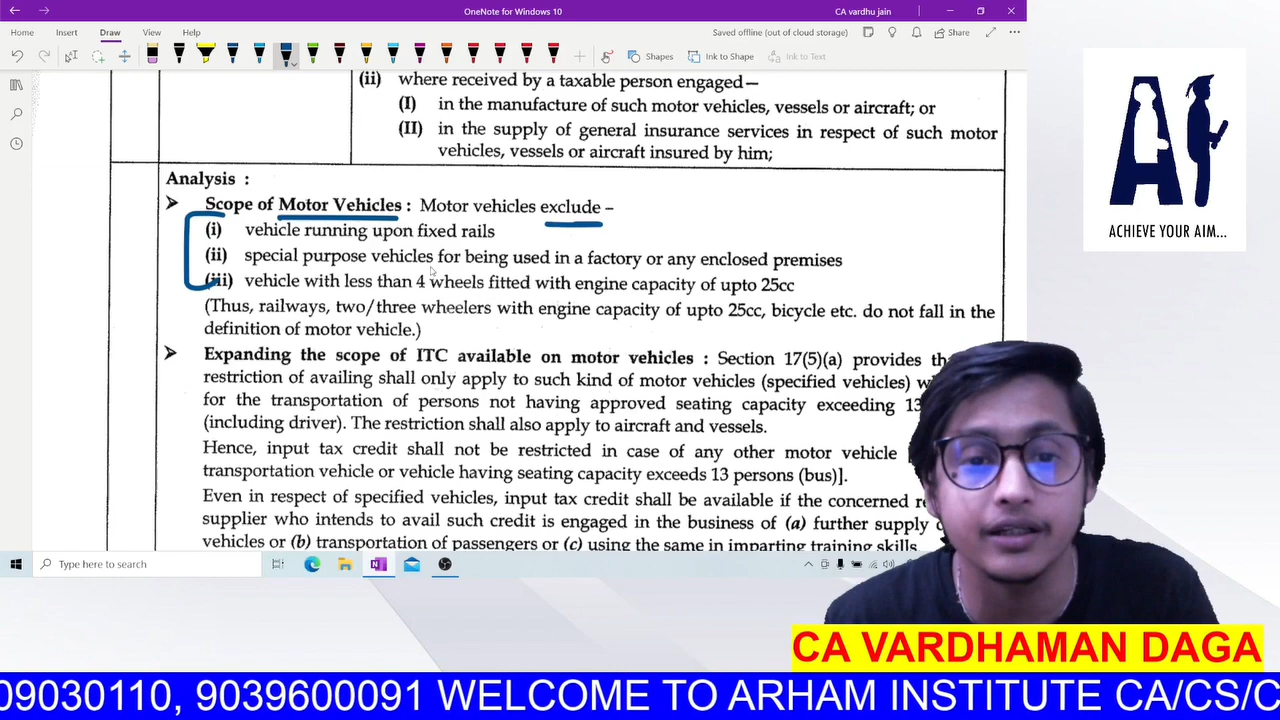 OneNote for Windows 10
CA vardhu jain
Home Insert Draw View Help
Saved offline (out of cloud storage)
Share
Shapes
Ink to Shape
Ink to Text
(ii) where received by a taxable person engaged—
(I) in the manufacture of such motor vehicles, vessels or aircraft; or
(II) in the supply of general insurance services in respect of such motor
vehicles, vessels or aircraft insured by him;
Analysis :
➤ Scope of Motor Vehicles : Motor vehicles exclude –
(i) vehicle running upon fixed rails
(ii) special purpose vehicles for being used in a factory or any enclosed premises
(iii) vehicle with less than 4 wheels fitted with engine capacity of upto 25cc
(Thus, railways, two/three wheelers with engine capacity of upto 25cc, bicycle etc. do not fall in the
definition of motor vehicle.)
➤ Expanding the scope of ITC available on motor vehicles : Section 17(5)(a) provides
restriction of availing shall only apply to such kind of motor vehicles (specified vehicles)
for the transportation of persons not having approved seating capacity exceeding 13
(including driver). The restriction shall also apply to aircraft and vessels.
Hence, input tax credit shall not be restricted in case of any other motor vehicle
transportation vehicle or vehicle having seating capacity exceeds 13 persons (bus)].
Even in respect of specified vehicles, input tax credit shall be available if the concerned
supplier who intends to avail such credit is engaged in the business of (a) further supply
vehicles or (b) transportation of passengers or (c) using the same in imparting training skills.
Type here to search
ACHIEVE YOUR AIM...
CA VARDHAMAN DAGA
09030110, 9039600091 WELCOME TO ARHAM INSTITUTE CA/CS/C